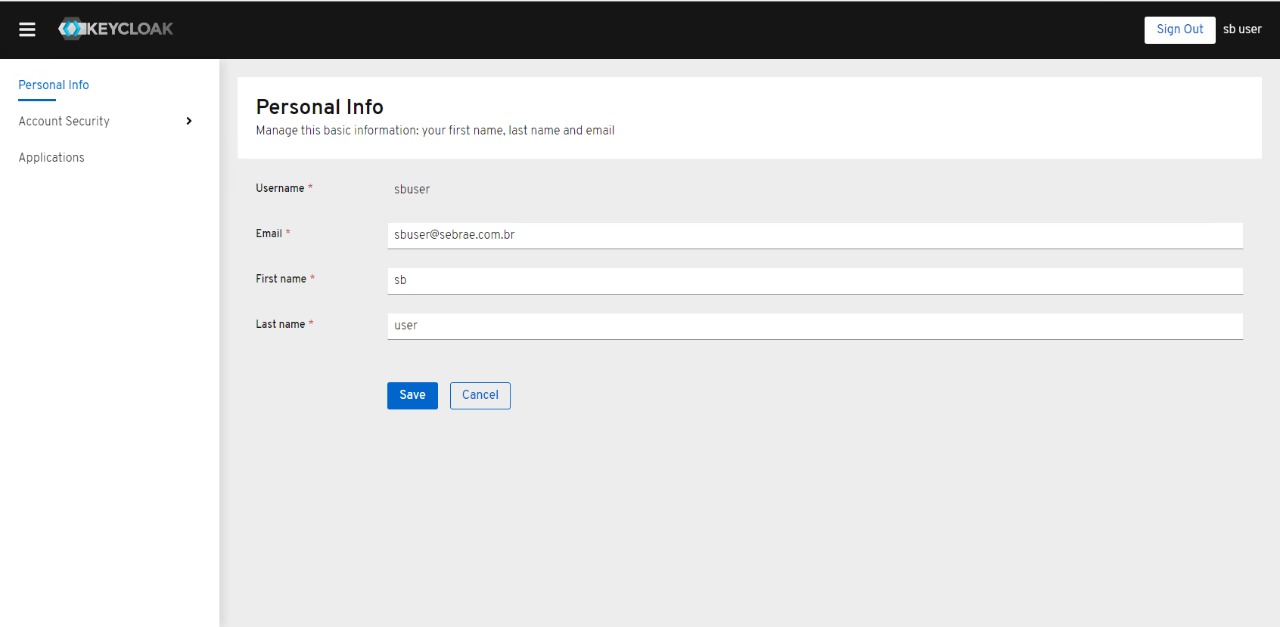 KEYCLOAK
Sign Out sb user
Personal Info
Account Security
Applications
Personal Info
Manage this basic information: your first name, last name and email
Username * sbuser
Email * sbuser@sebrae.com.br
First name * sb
Last name * user
Save Cancel